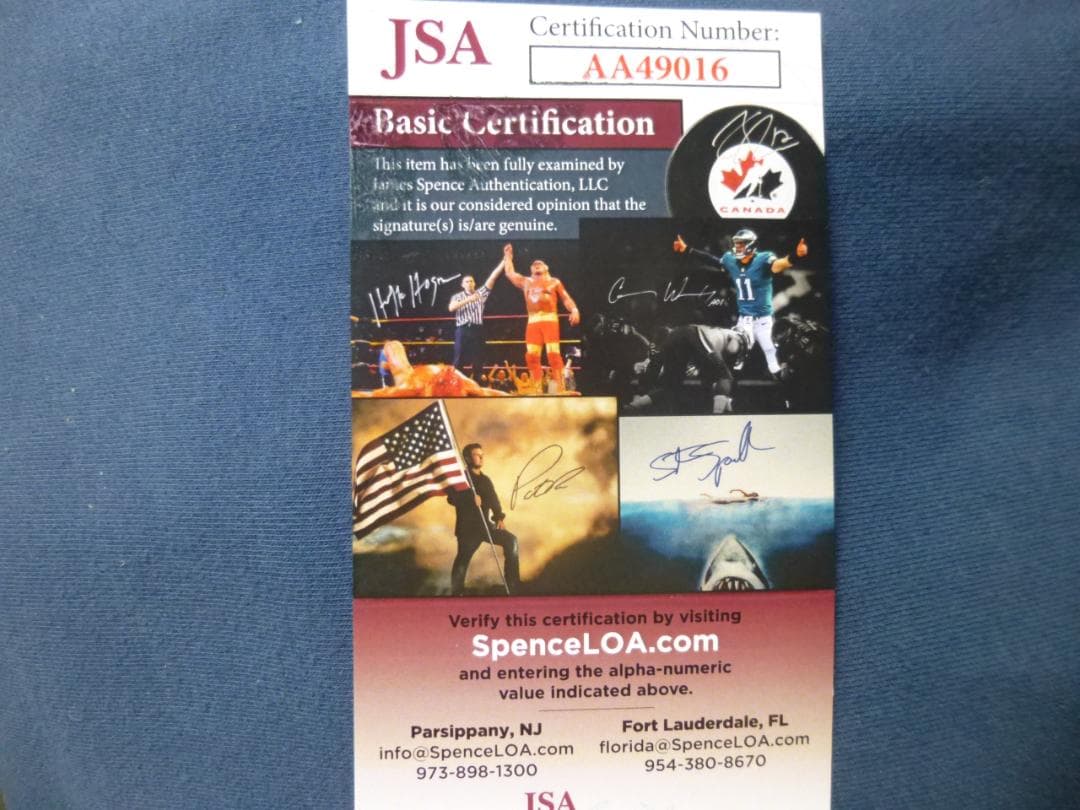 JSA
Certification Number:
AA49016
Basic Certification
This item has been fully examined by
James Spence Authentication, LLC
and it is our considered opinion that the
signature(s) is/are genuine.
CANADA
Hulk Hogan
11
Verify this certification by visiting
SpenceLOA.com
and entering the alpha-numeric
value indicated above.
Parsippany, NJ
info@SpenceLOA.com
973-898-1300
Fort Lauderdale, FL
florida@SpenceLOA.com
954-380-8670
JSA